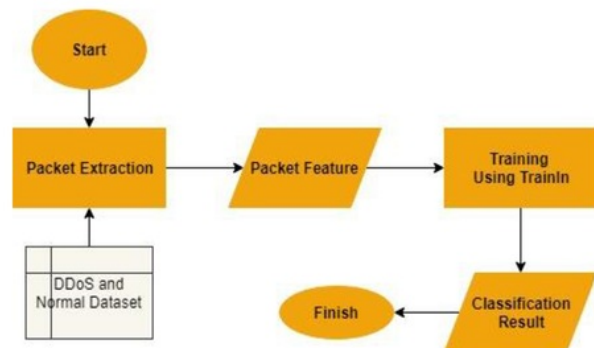 Start
Packet Extraction
Packet Feature
Training
Using TrainIn
DDoS and
Normal Dataset
Finish
Classification
Result